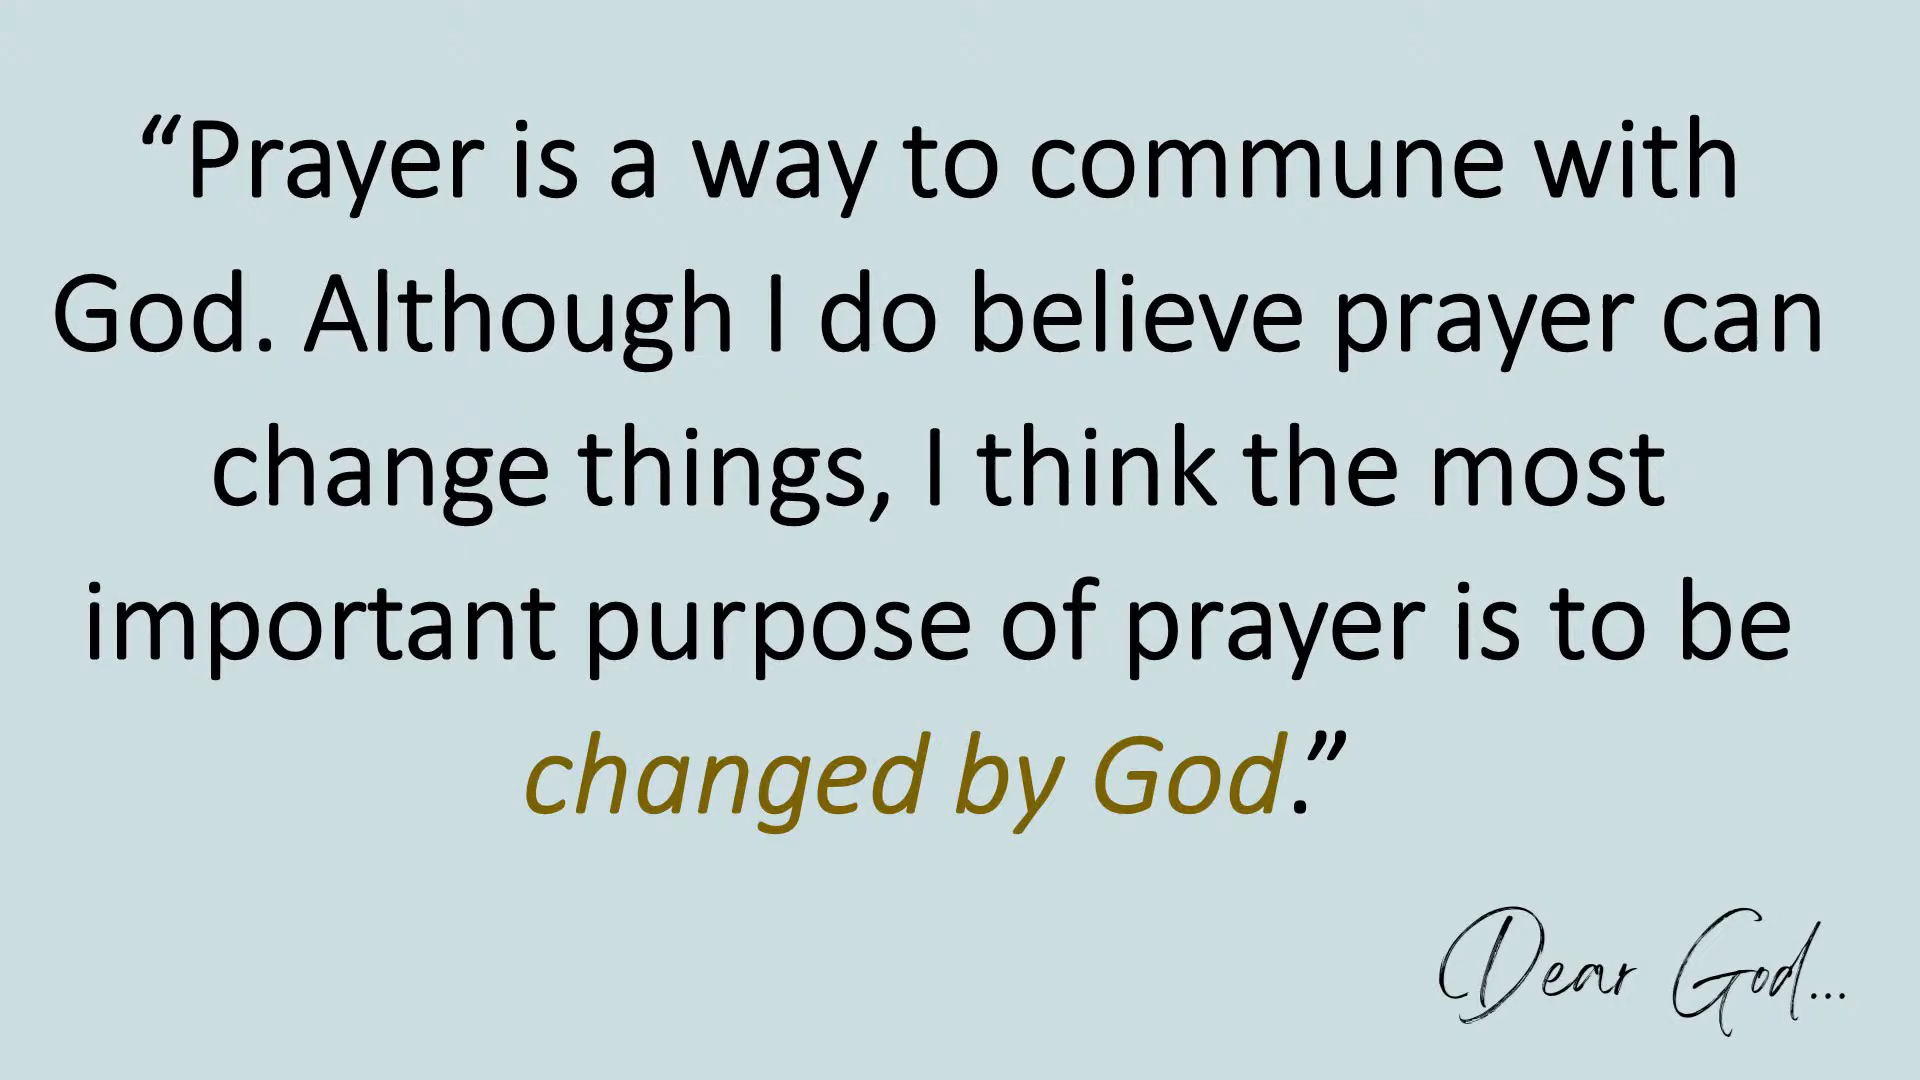 “Prayer is a way to commune with
God. Although I do believe prayer can
change things, I think the most
important purpose of prayer is to be
changed by God.”
Dear God...